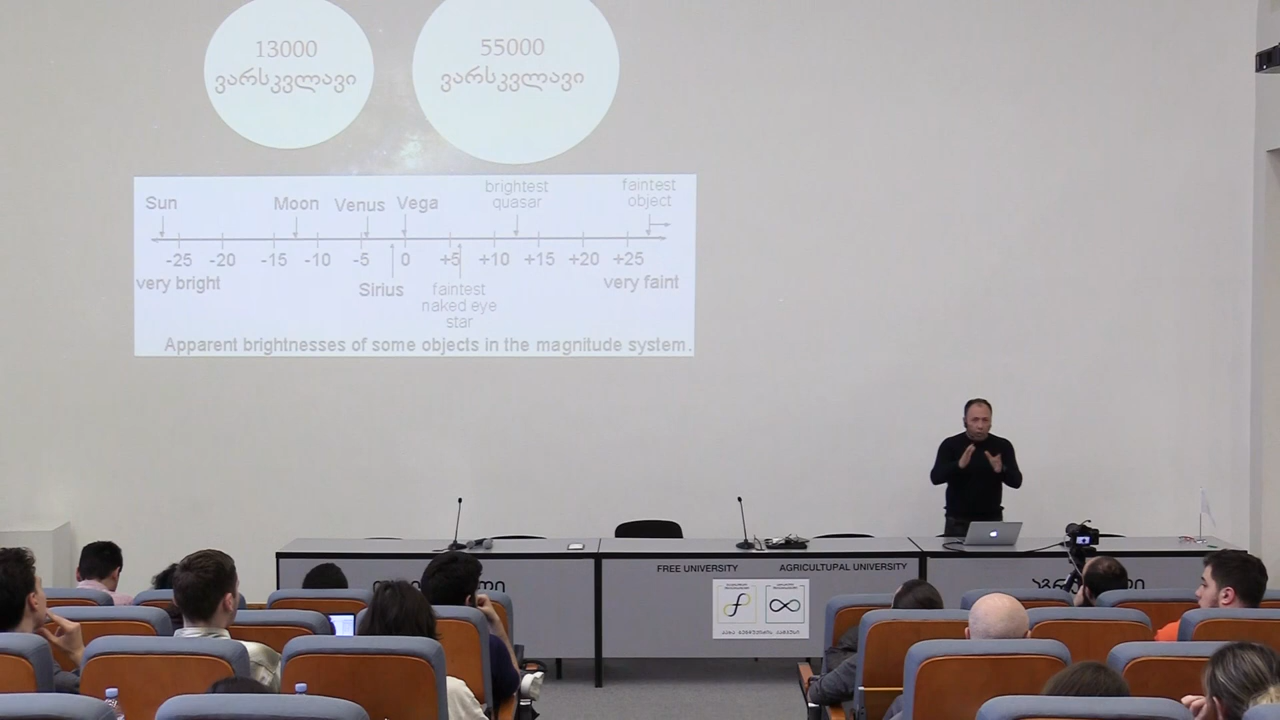 13000
ვარსკვლავი
55000
ვარსკვლავი
Sun
Moon
Venus
Vega
brightest
quasar
faintest
object
-25 -20 -15 -10 -5 0 +5 +10 +15 +20 +25
very bright
Sirius
faintest
naked eye
star
very faint
Apparent brightnesses of some objects in the magnitude system.
FREE UNIVERSITY
AGRICULTURAL UNIVERSITY